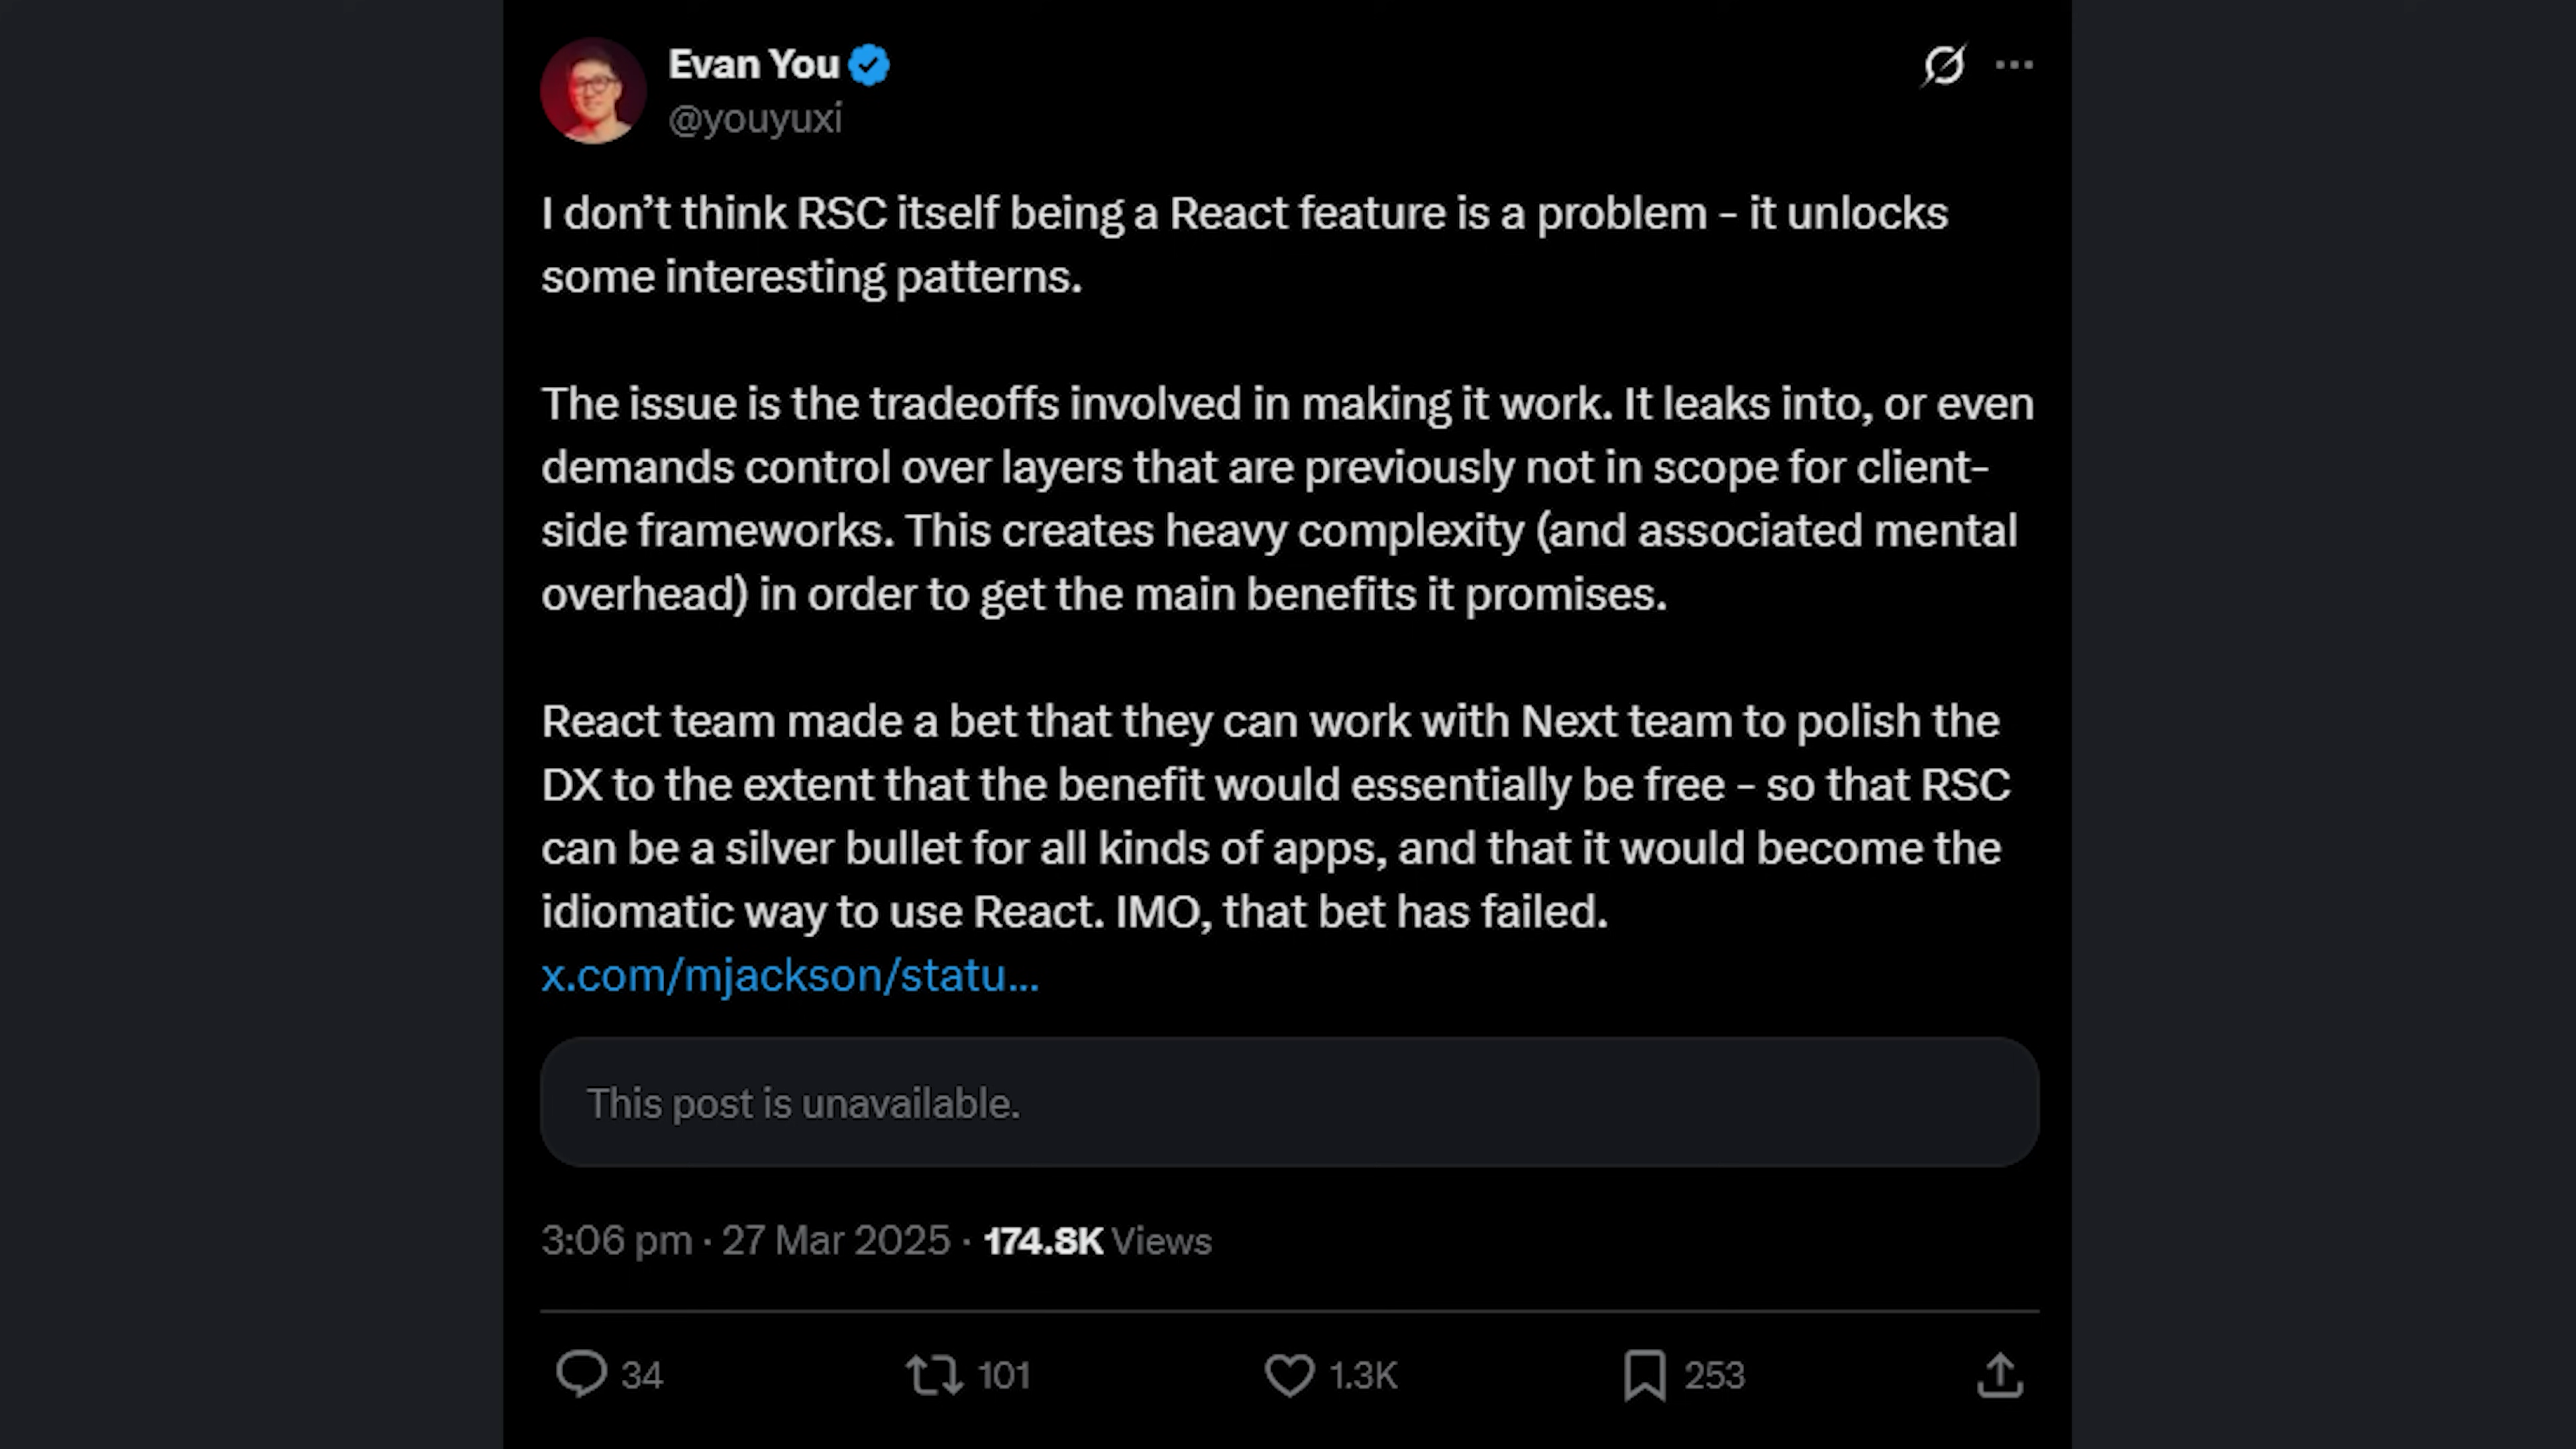 Evan You
@youyuxi
I don’t think RSC itself being a React feature is a problem – it unlocks
some interesting patterns.
The issue is the tradeoffs involved in making it work. It leaks into, or even
demands control over layers that are previously not in scope for client-
side frameworks. This creates heavy complexity (and associated mental
overhead) in order to get the main benefits it promises.
React team made a bet that they can work with Next team to polish the
DX to the extent that the benefit would essentially be free – so that RSC
can be a silver bullet for all kinds of apps, and that it would become the
idiomatic way to use React. IMO, that bet has failed.
x.com/mjackson/statu…
This post is unavailable.
3:06 pm · 27 Mar 2025 · 174.8K Views
34 101 1.3K 253